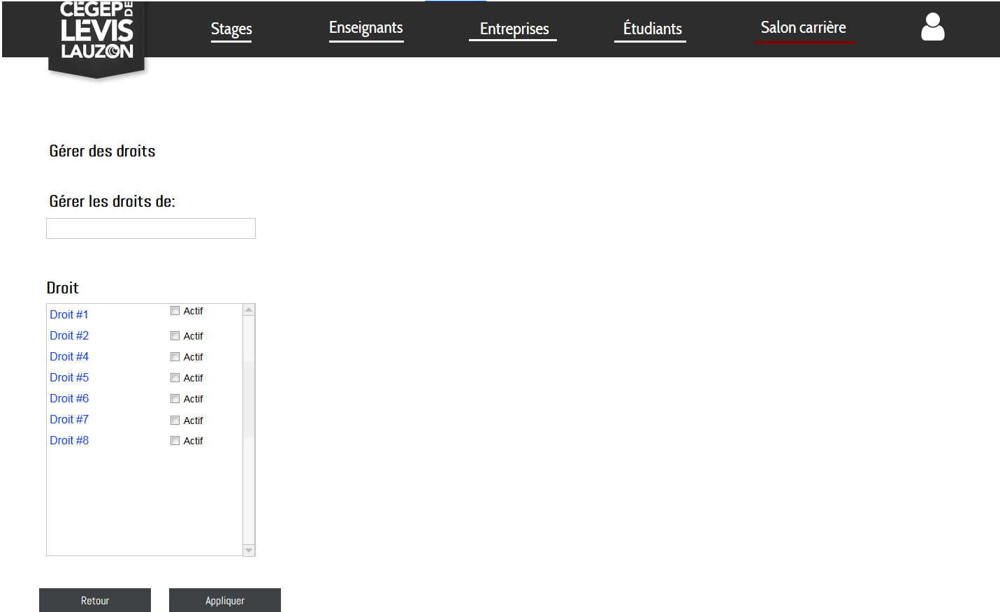 CÉGEP DE
LÉVIS
LAUZON
Stages
Enseignants
Entreprises
Étudiants
Salon carrière
Gérer des droits
Gérer les droits de:
Droit
Droit #1 Actif
Droit #2 Actif
Droit #4 Actif
Droit #5 Actif
Droit #6 Actif
Droit #7 Actif
Droit #8 Actif
Retour
Appliquer